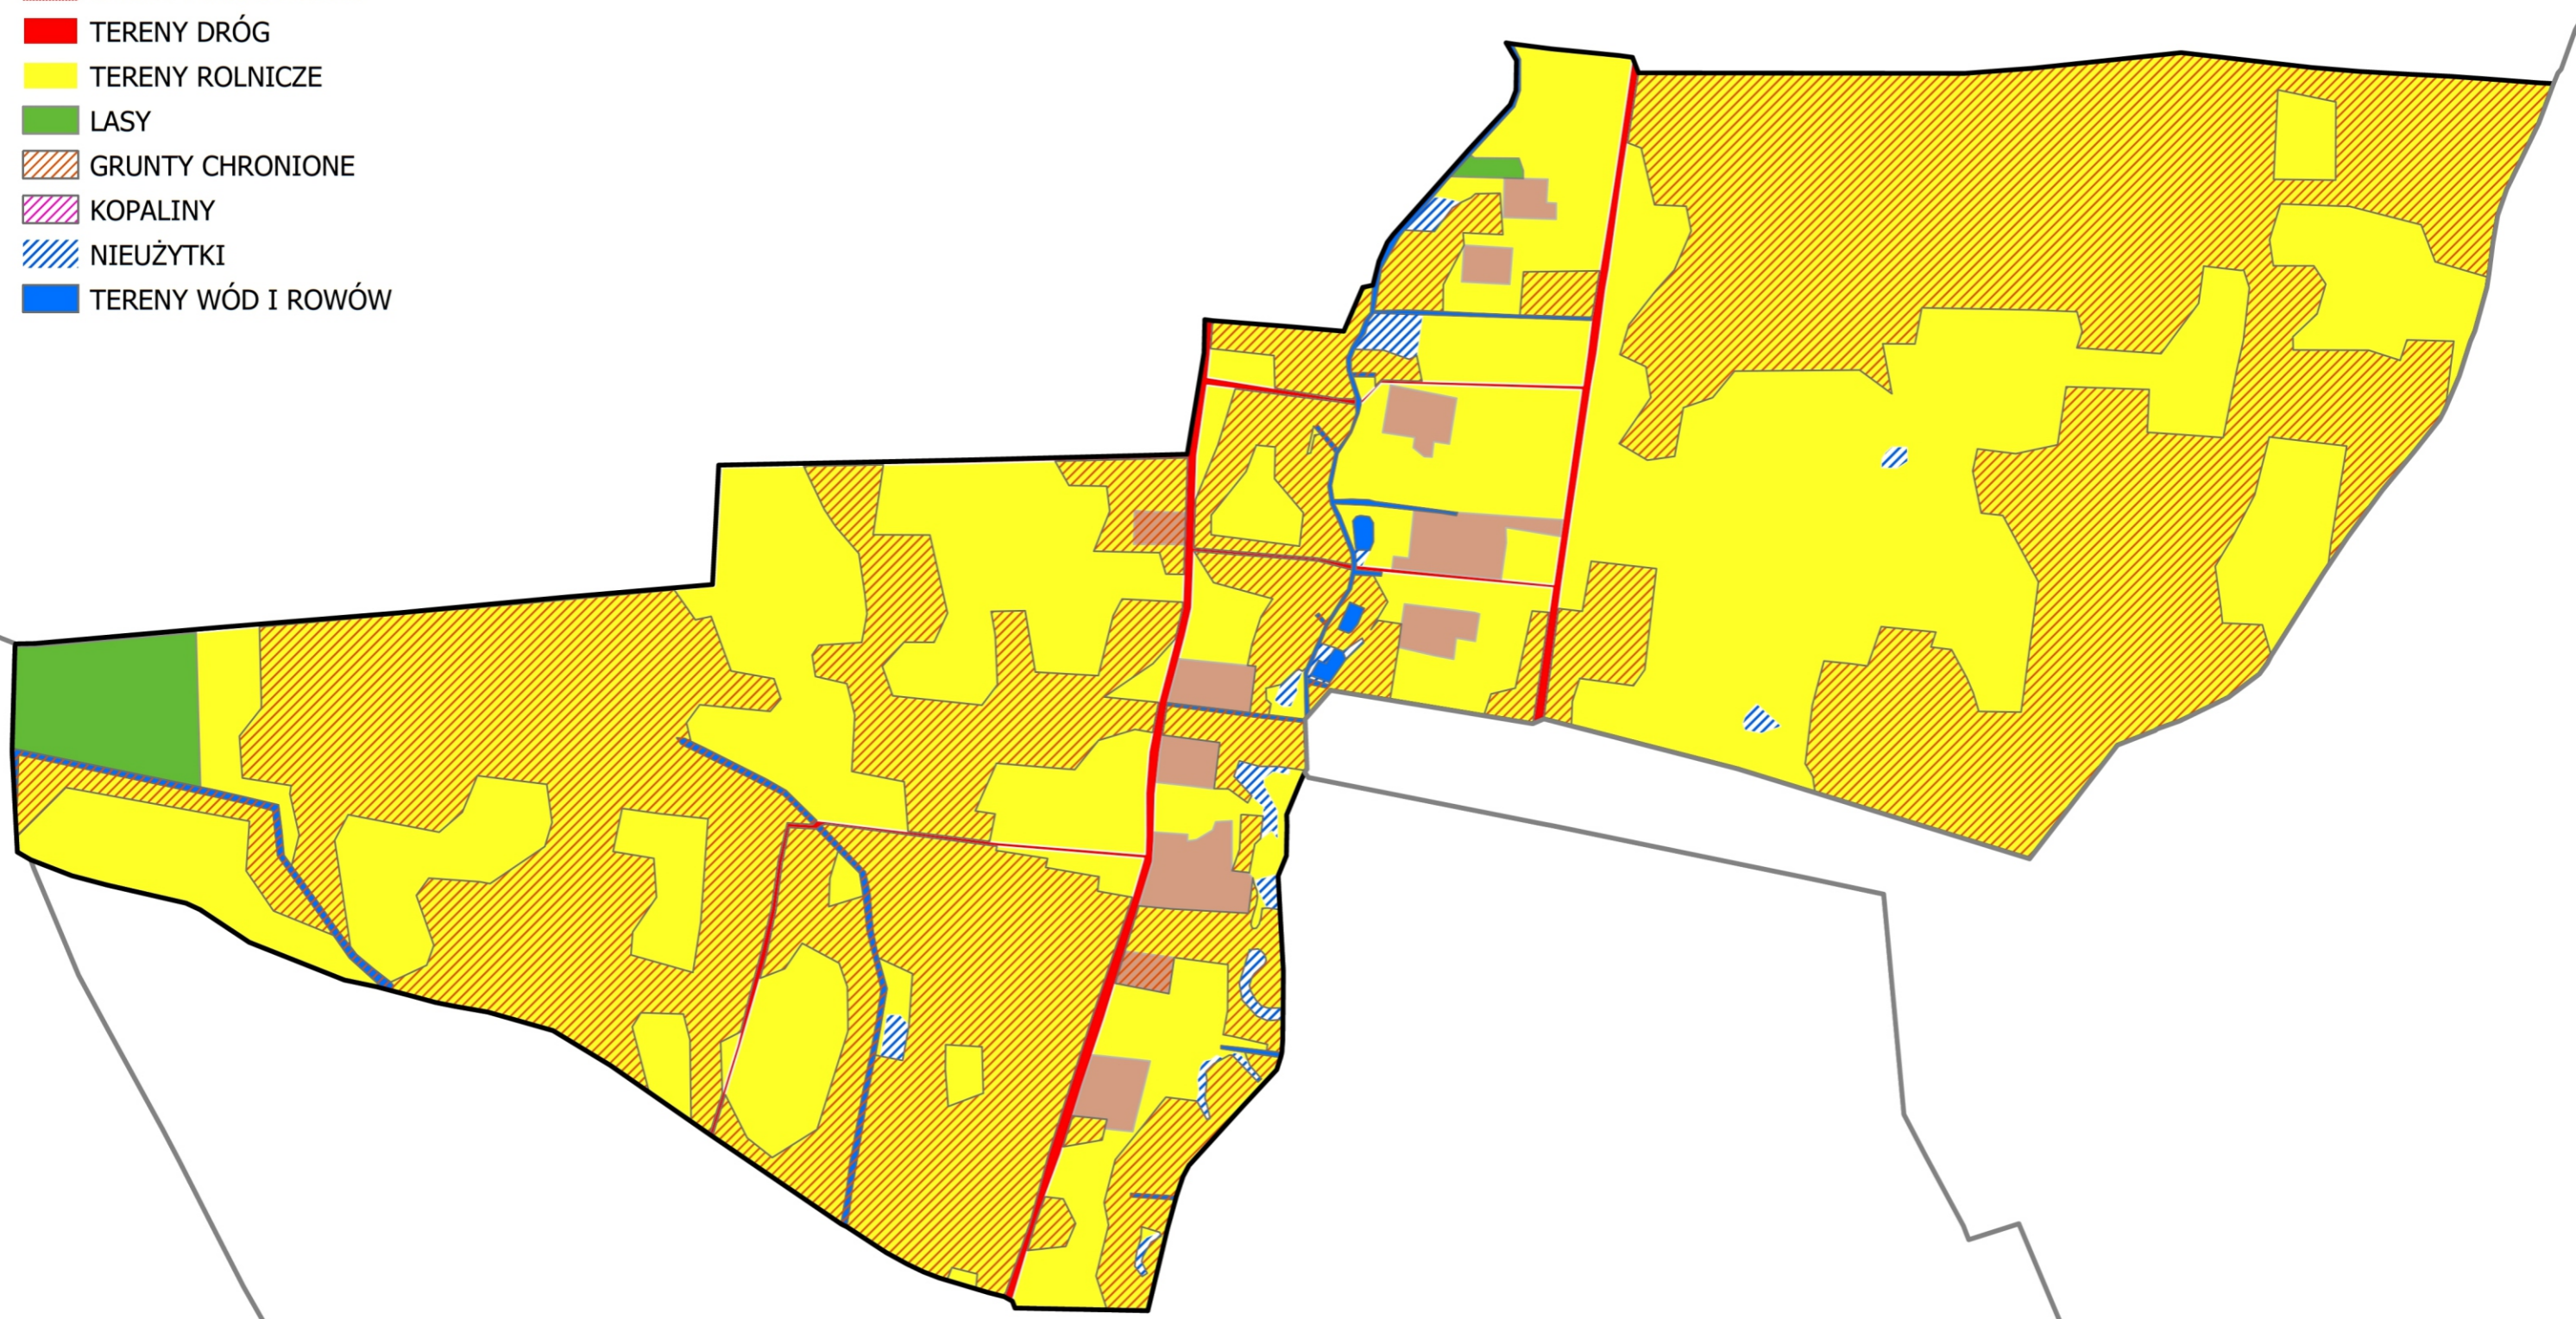 TERENY DRÓG
TERENY ROLNICZE
LASY
GRUNTY CHRONIONE
KOPALINY
NIEUŻYTKI
TERENY WÓD I ROWÓW